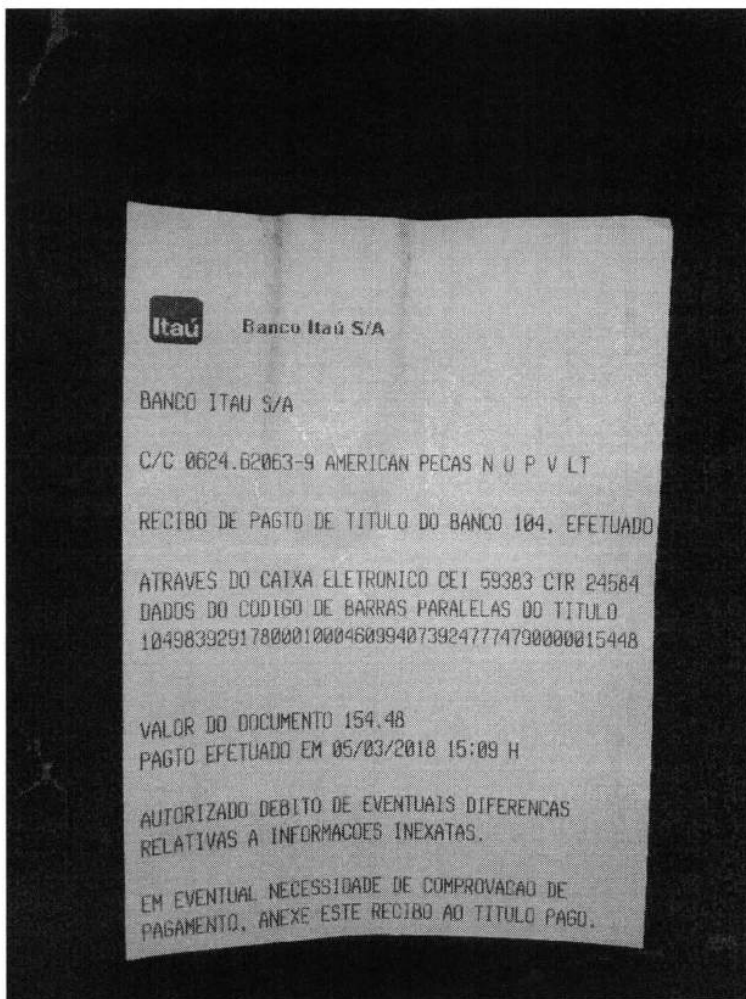 Itaú
Banco Itaú S/A
BANCO ITAU S/A
C/C 0624.62063-9 AMERICAN PECAS N U P V LT
RECIBO DE PAGTO DE TITULO DO BANCO 104, EFETUADO
ATRAVES DO CAIXA ELETRONICO CEI 59383 CTR 24584
DADOS DO CODIGO DE BARRAS PARALELAS DO TITULO
10498392917800010004609940739247774790000015448
VALOR DO DOCUMENTO 154.48
PAGTO EFETUADO EM 05/03/2018 15:09 H
AUTORIZADO DEBITO DE EVENTUAIS DIFERENCAS
RELATIVAS A INFORMACOES INEXATAS.
EM EVENTUAL NECESSIDADE DE COMPROVACAO DE
PAGAMENTO, ANEXE ESTE RECIBO AO TITULO PAGO.